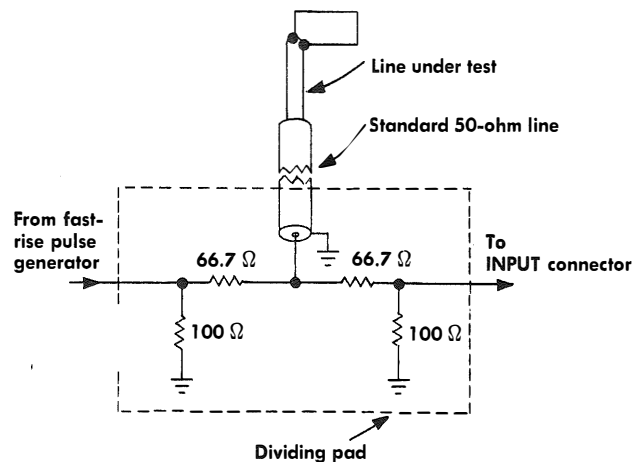 Line under test
Standard 50-ohm line
From fast-
rise pulse
generator
66.7 Ω
66.7 Ω
To
INPUT connector
100 Ω
100 Ω
Dividing pad